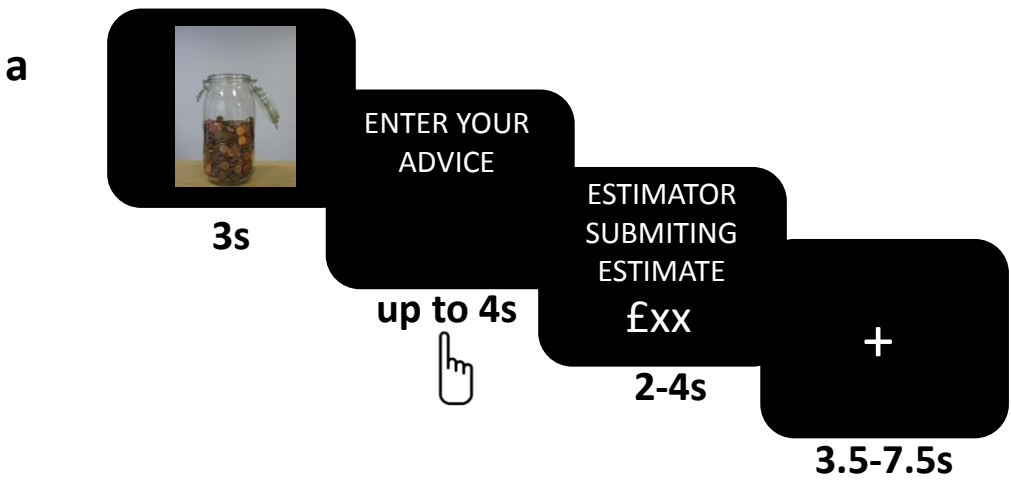 a
3s
ENTER YOUR
ADVICE
up to 4s
ESTIMATOR
SUBMITING
ESTIMATE
£xx
2-4s
+
3.5-7.5s